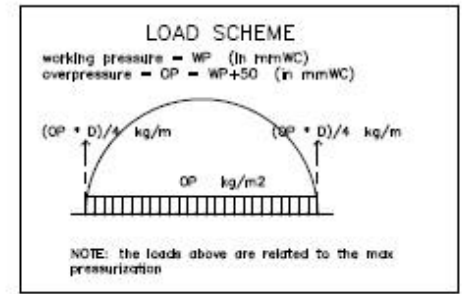 LOAD SCHEME
working pressure = WP (in mmWC)
overpressure = OP = WP+50 (in mmWC)
(OP * D)/4 kg/m (OP * D)/4 kg/m
OP kg/m2
NOTE: the loads above are related to the max
pressurization